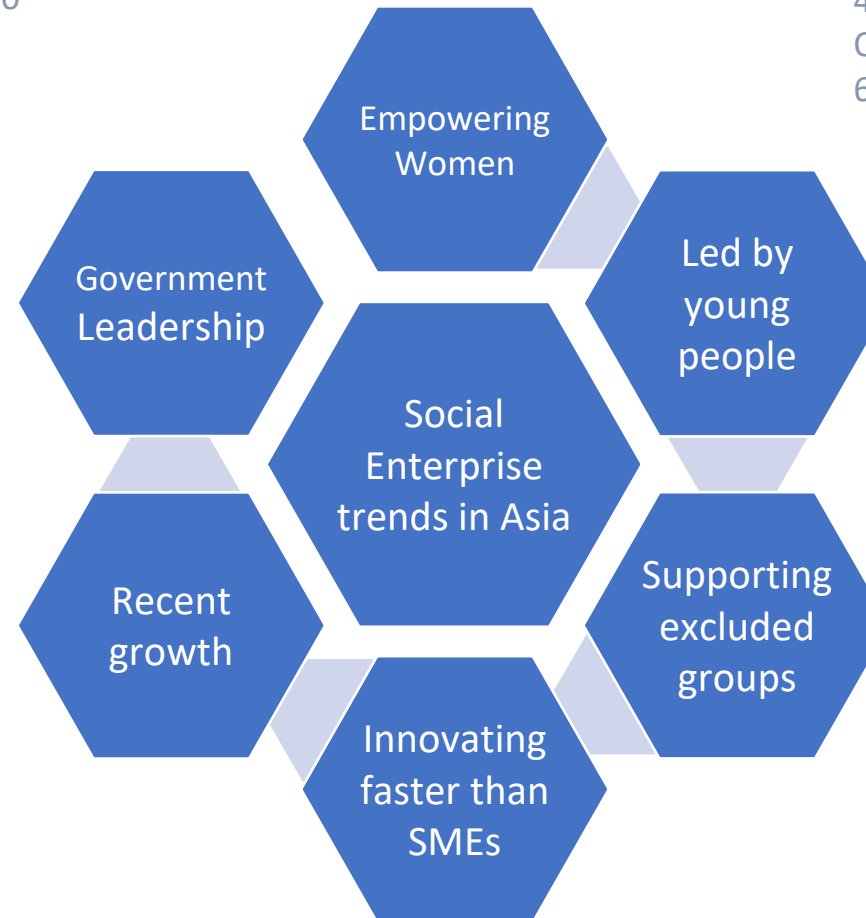 Empowering
Women
Led by
young
people
Supporting
excluded
groups
Innovating
faster than
SMEs
Recent
growth
Government
Leadership
Social
Enterprise
trends in Asia